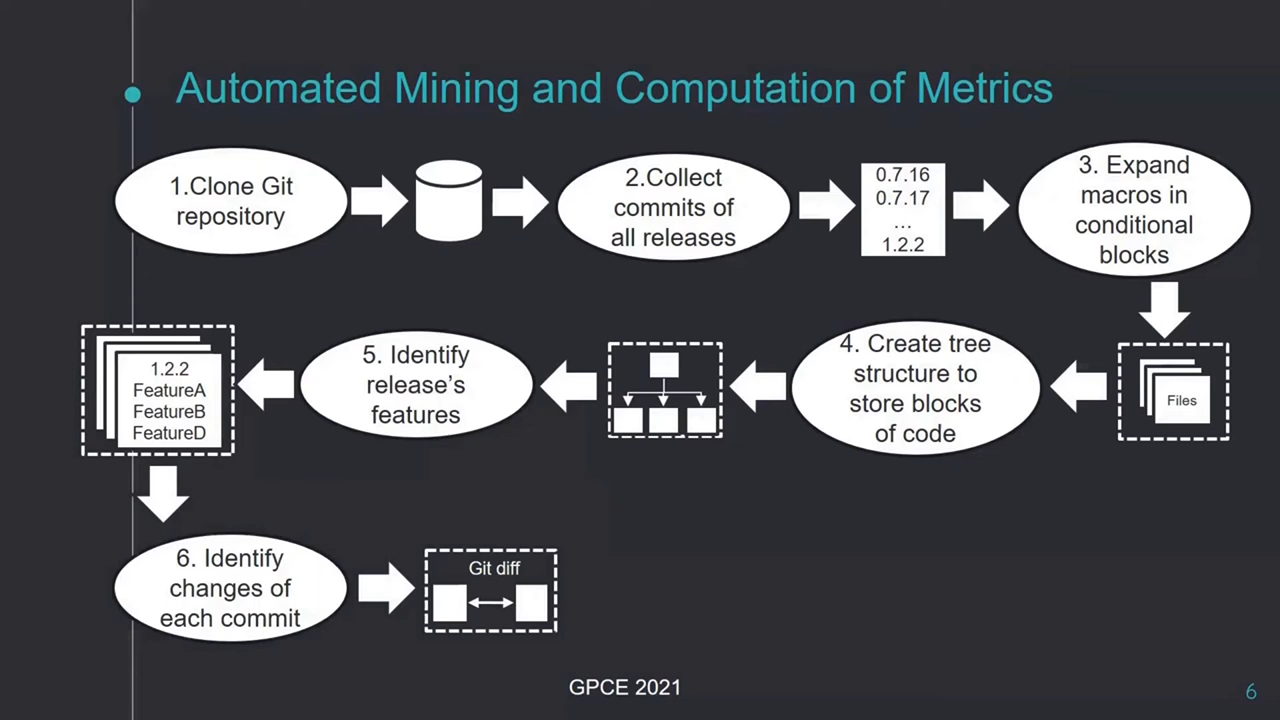 Automated Mining and Computation of Metrics
1.Clone Git
repository
2.Collect
commits of
all releases
0.7.16
0.7.17
...
1.2.2
3. Expand
macros in
conditional
blocks
Files
4. Create tree
structure to
store blocks
of code
5. Identify
release's
features
1.2.2
FeatureA
FeatureB
FeatureD
6. Identify
changes of
each commit
Git diff
GPCE 2021
6